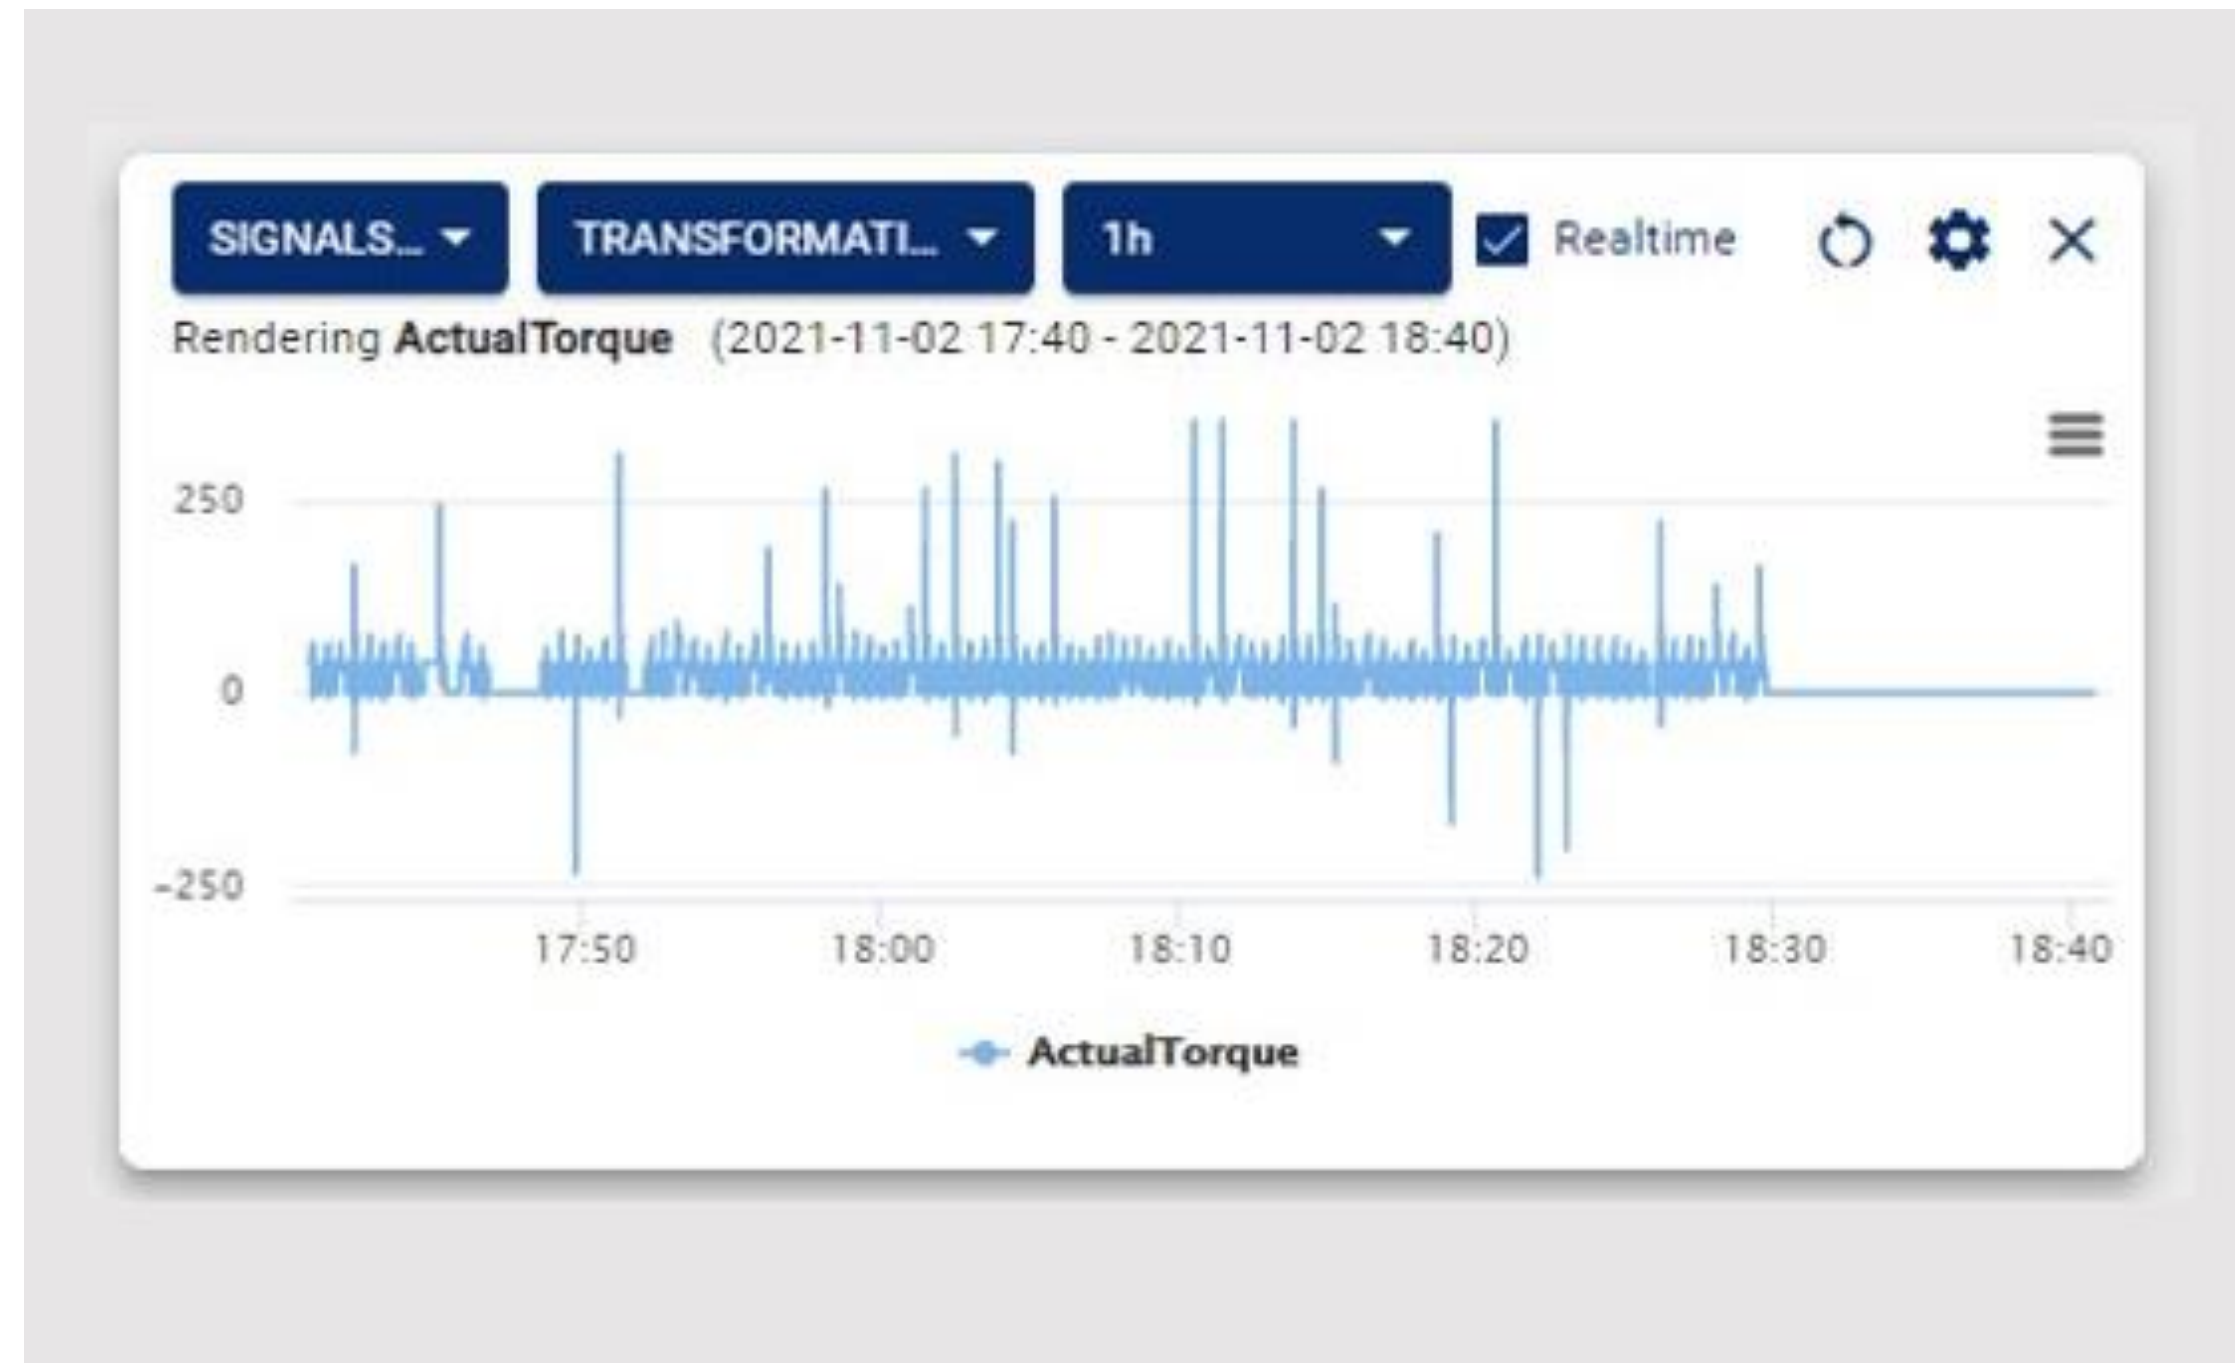 SIGNALS... TRANSFORMATI... 1h Realtime
Rendering ActualTorque (2021-11-02 17:40 - 2021-11-02 18:40)
250
0
-250
17:50 18:00 18:10 18:20 18:30 18:40
ActualTorque